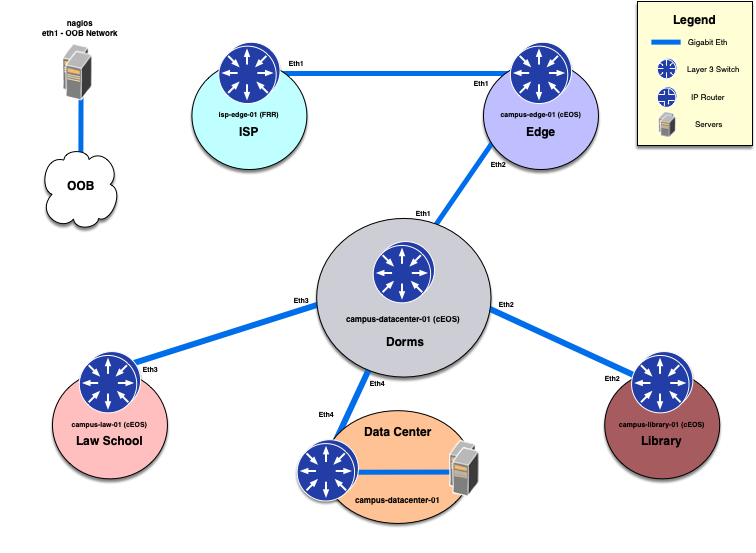 nagios
eth1 - OOB Network
OOB
Eth1
Eth1
isp-edge-01 (FRR)
ISP
campus-edge-01 (cEOS)
Edge
Eth2
Legend
Gigabit Eth
Layer 3 Switch
IP Router
Servers
Eth1
campus-datacenter-01 (cEOS)
Dorms
Eth3
Eth2
Eth3
campus-law-01 (cEOS)
Law School
Eth4
Eth4
Data Center
campus-datacenter-01
Eth2
campus-library-01 (cEOS)
Library